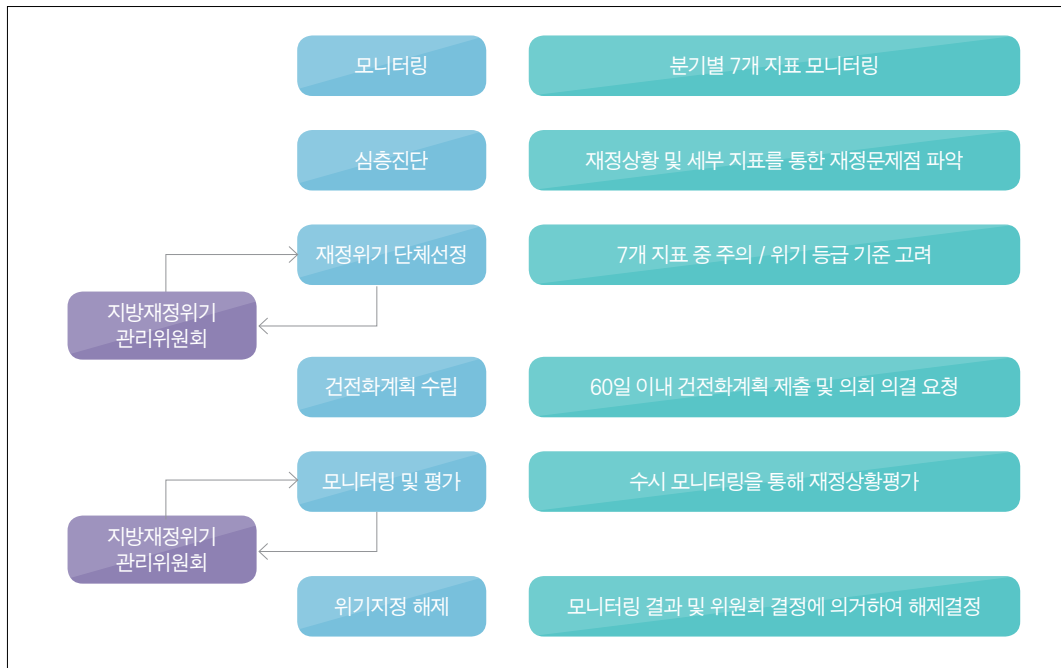 모니터링
분기별 7개 지표 모니터링
심층진단
재정상황 및 세부 지표를 통한 재정문제점 파악
재정위기 단체선정
7개 지표 중 주의 / 위기 등급 기준 고려
지방재정위기
관리위원회
건전화계획 수립
60일 이내 건전화계획 제출 및 의회 의결 요청
모니터링 및 평가
수시 모니터링을 통해 재정상황평가
지방재정위기
관리위원회
위기지정 해제
모니터링 결과 및 위원회 결정에 의거하여 해제결정